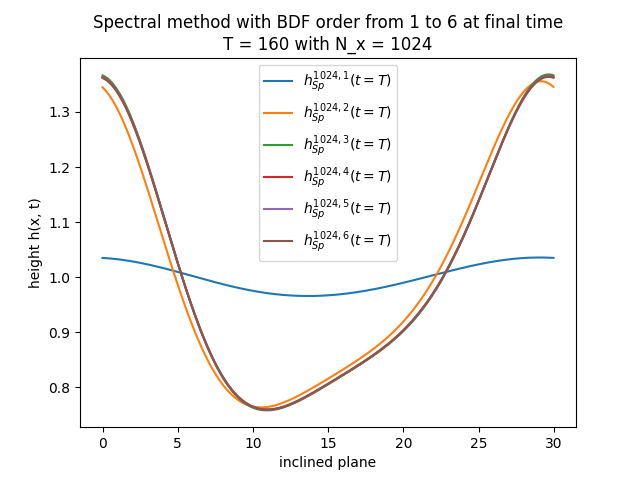 Spectral method with BDF order from 1 to 6 at final time
T = 160 with N_x = 1024
h_{Sp}^{1024, 1}(t = T)
h_{Sp}^{1024, 2}(t = T)
h_{Sp}^{1024, 3}(t = T)
h_{Sp}^{1024, 4}(t = T)
h_{Sp}^{1024, 5}(t = T)
h_{Sp}^{1024, 6}(t = T)
height h(x, t)
1.3
1.2
1.1
1.0
0.9
0.8
0 5 10 15 20 25 30
inclined plane